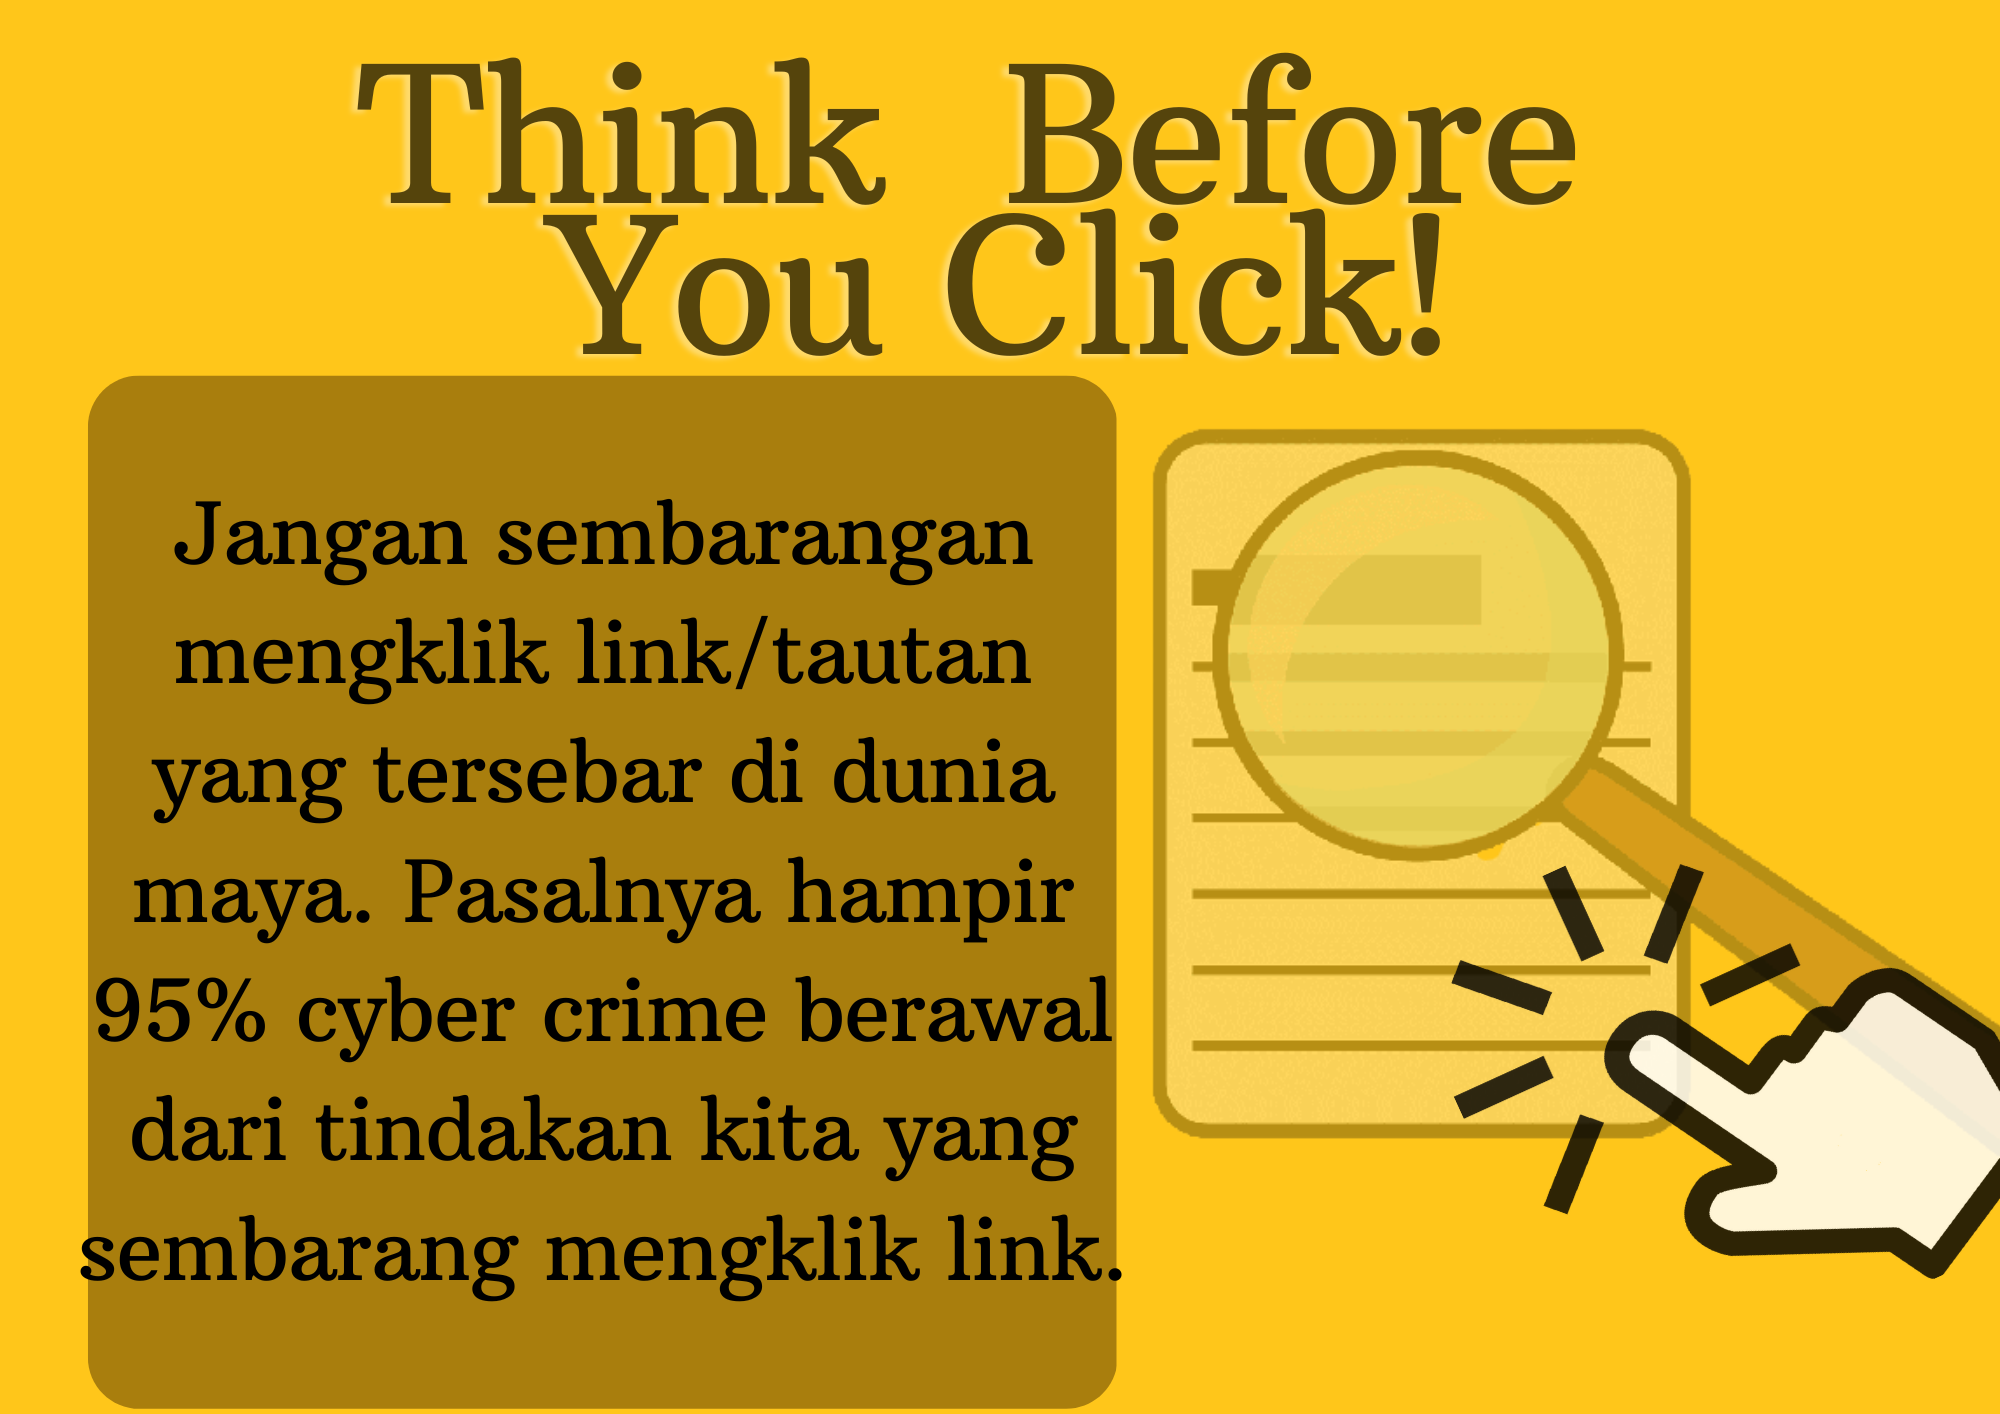 Think Before
You Click!
Jangan sembarangan
mengklik link/tautan
yang tersebar di dunia
maya. Pasalnya hampir
95% cyber crime berawal
dari tindakan kita yang
sembarang mengklik link.